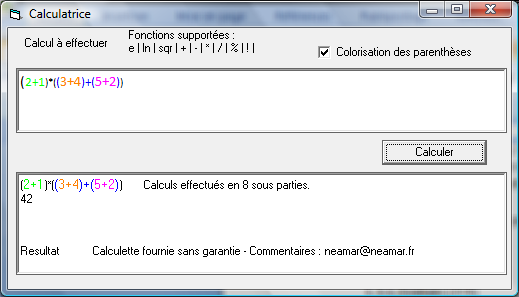 Calculatrice
Calcul à effectuer
Fonctions supportées :
e | ln | sqr | + | - | * | / | % | ! |
Colorisation des parenthèses
(2+1)*((3+4)+(5+2))
Calculer
(2+1)*((3+4)+(5+2)) Calculs effectués en 8 sous parties.
42
Resultat Calculette fournie sans garantie - Commentaires : neamar@neamar.fr